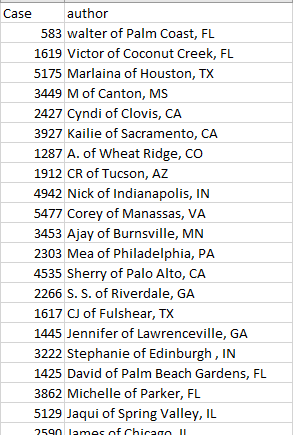 Case author
583 walter of Palm Coast, FL
1619 Victor of Coconut Creek, FL
5175 Marlaina of Houston, TX
3449 M of Canton, MS
2427 Cyndi of Clovis, CA
3927 Kailie of Sacramento, CA
1287 A. of Wheat Ridge, CO
1912 CR of Tucson, AZ
4942 Nick of Indianapolis, IN
5477 Corey of Manassas, VA
3453 Ajay of Burnsville, MN
2303 Mea of Philadelphia, PA
4535 Sherry of Palo Alto, CA
2266 S. S. of Riverdale, GA
1617 CJ of Fulshear, TX
1445 Jennifer of Lawrenceville, GA
3222 Stephanie of Edinburgh , IN
1425 David of Palm Beach Gardens, FL
3862 Michelle of Parker, FL
5129 Jaqui of Spring Valley, IL
2590 James of Chicago, IL